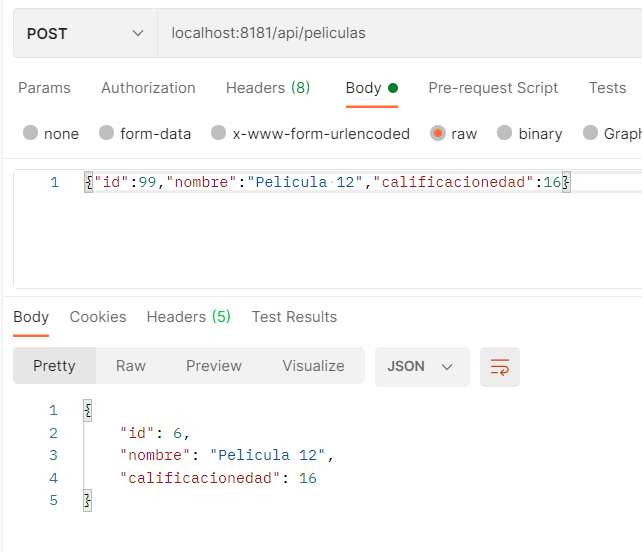 POST localhost:8181/api/peliculas
Params Authorization Headers (8) Body Pre-request Script Tests
none form-data x-www-form-urlencoded raw binary Graph
1 {"id":99,"nombre":"Pelicula 12","calificacionedad":16}
Body Cookies Headers (5) Test Results
Pretty Raw Preview Visualize JSON
1 {
2 "id": 6,
3 "nombre": "Pelicula 12",
4 "calificacionedad": 16
5 }